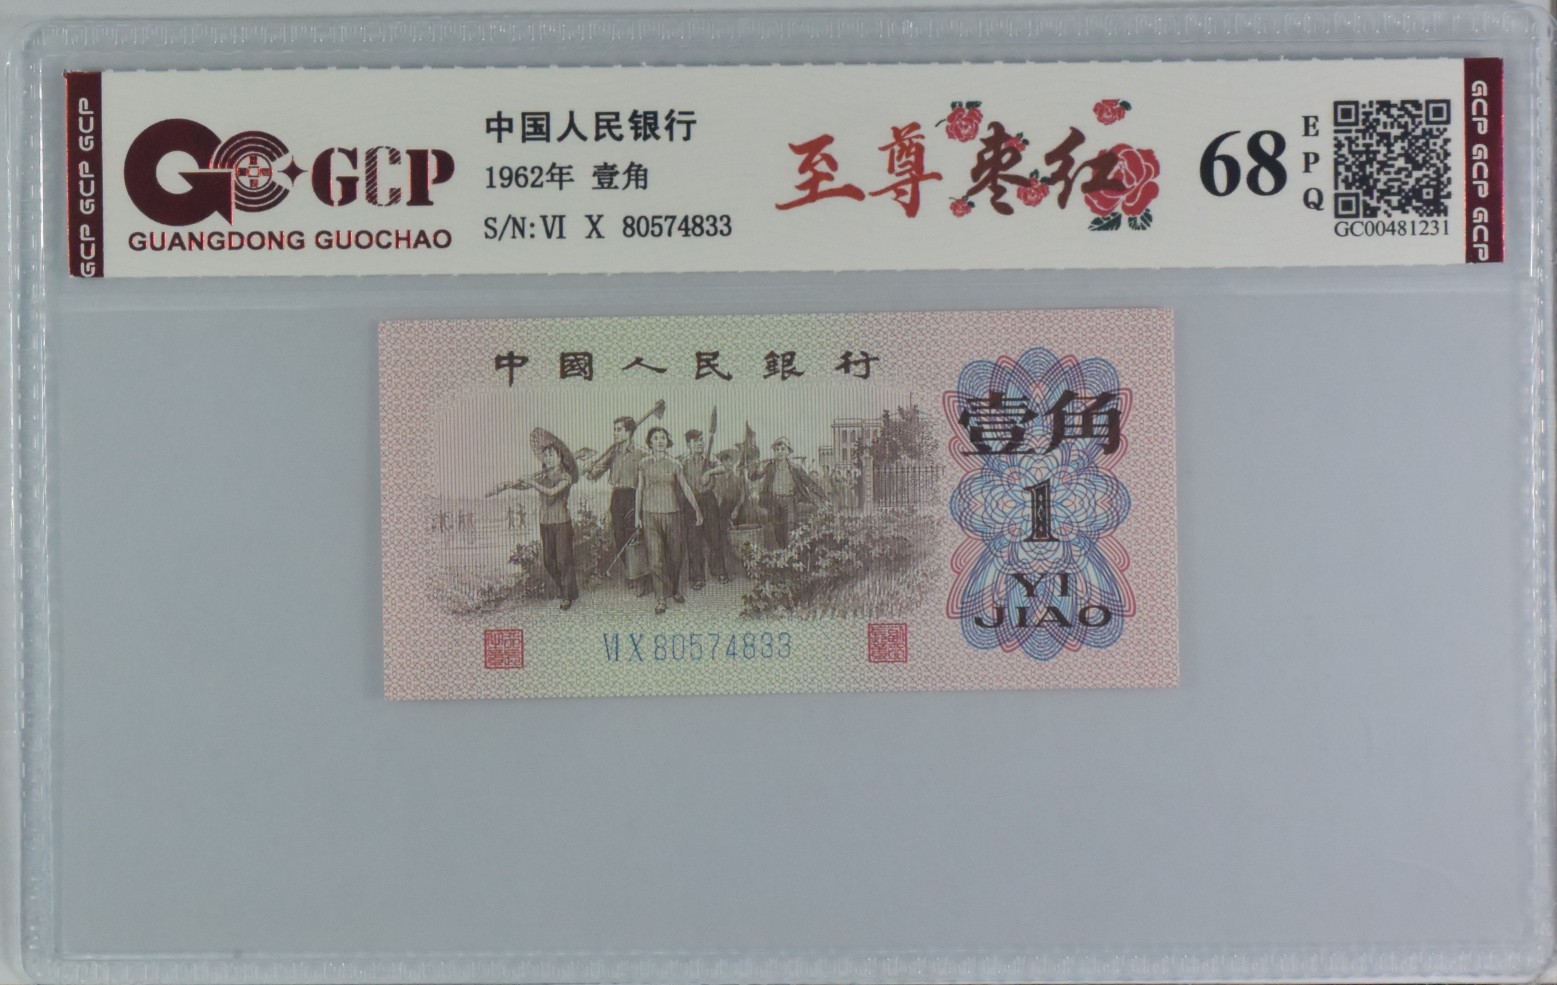 GCP GCP GCP
GCP
GUANGDONG GUOCHAO
中国人民银行
1962年 壹角
S/N:VI X 80574833
至尊枣红
68
EPQ
GC00481231
GCP GCP GCP
中國人民銀行
壹角
1
YI
JIAO
VI X 80574833